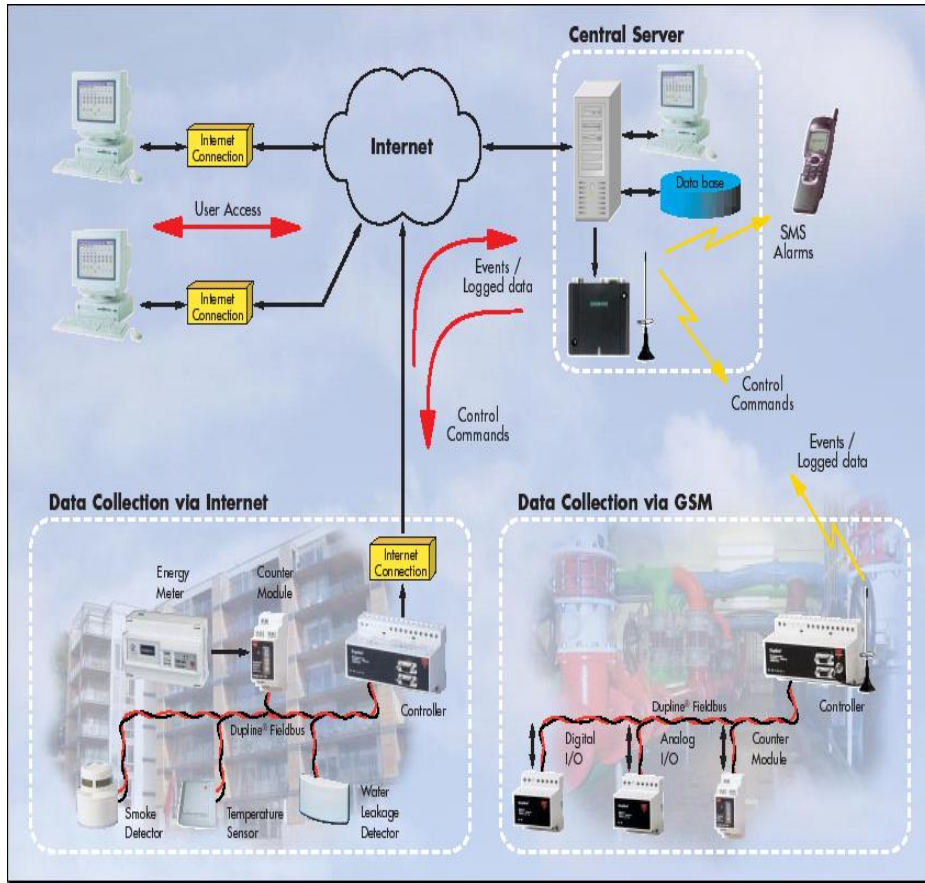 Central Server
Internet
Connection
Internet
Data base
User Access
SMS
Alarms
Events /
Logged data
Internet
Connection
Control
Commands
Control
Commands
Events /
Logged data
Data Collection via Internet
Data Collection via GSM
Internet
Connection
Energy
Meter
Counter
Module
Controller
Dupline® Fieldbus
Smoke
Detector
Temperature
Sensor
Water
Leakage
Detector
Dupline® Fieldbus
Controller
Digital
I/O
Analog
I/O
Counter
Module